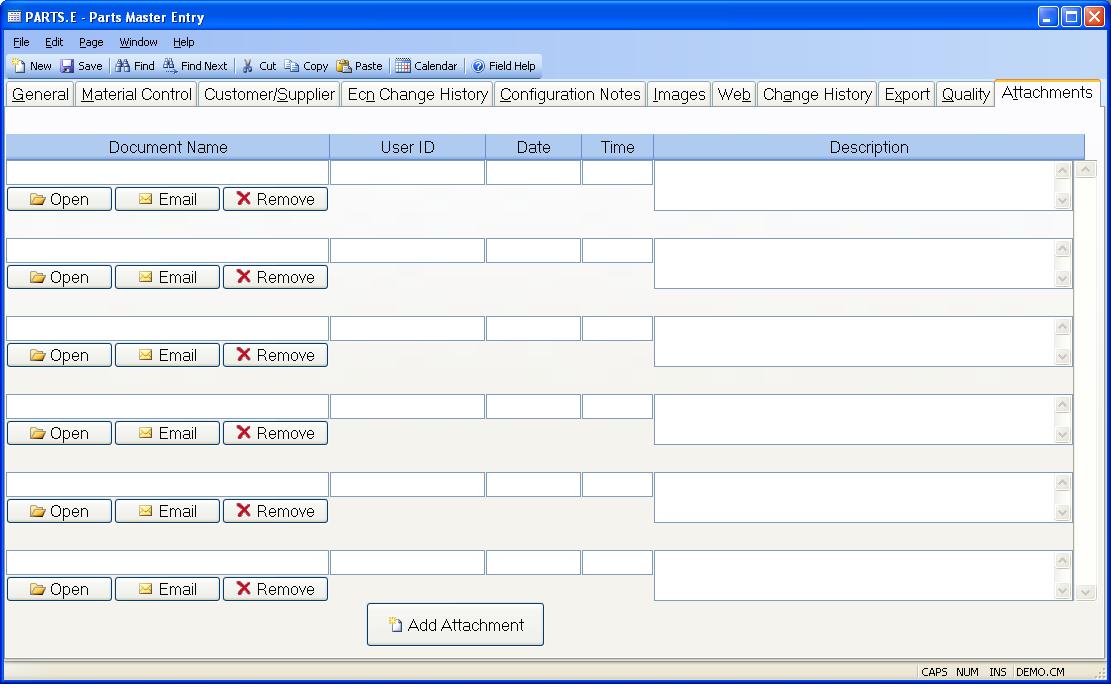 PARTS.E - Parts Master Entry
File Edit Page Window Help
New Save Find Find Next Cut Copy Paste Calendar Field Help
General Material Control Customer/Supplier Ecn Change History Configuration Notes Images Web Change History Export Quality Attachments
Document Name User ID Date Time Description
Open Email Remove
Open Email Remove
Open Email Remove
Open Email Remove
Open Email Remove
Open Email Remove
Add Attachment
CAPS NUM INS DEMO.CM